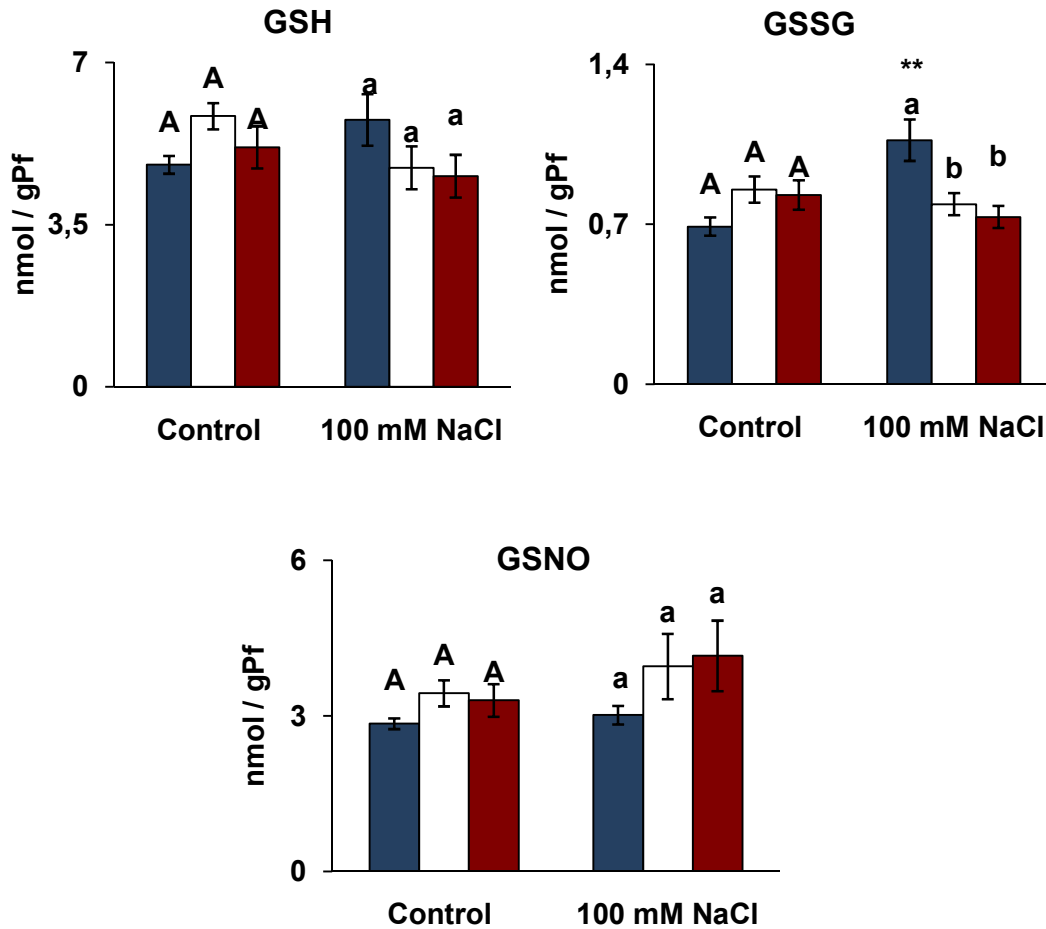 GSH
7
3,5
0
nmol / gPf
A A A a a a
Control 100 mM NaCl
GSSG
1,4
0,7
0
nmol / gPf
**
A A A a b b
Control 100 mM NaCl
GSNO
6
3
0
nmol / gPf
A A A a a a
Control 100 mM NaCl